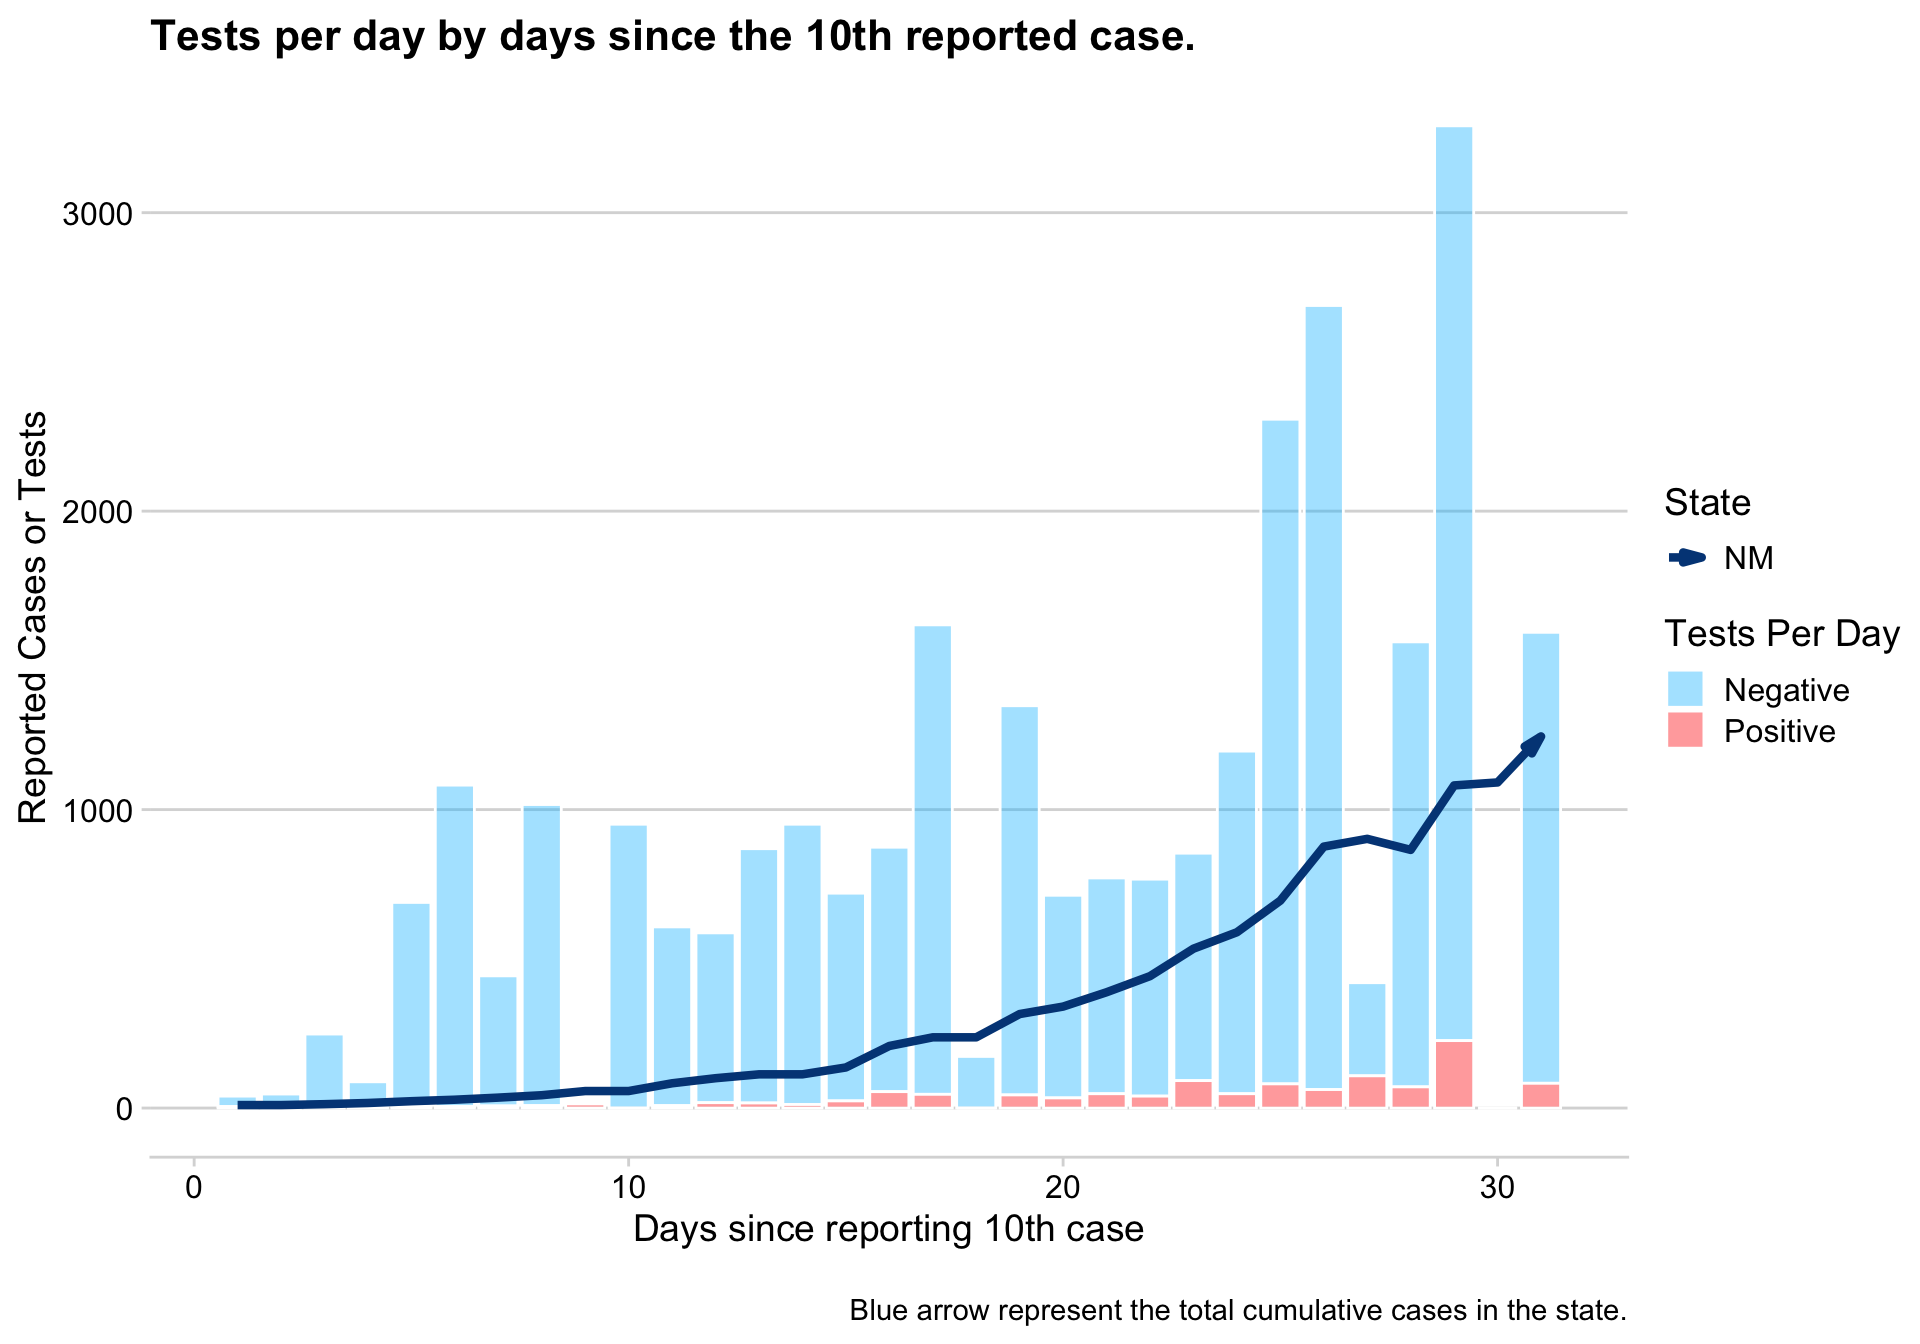 Tests per day by days since the 10th reported case.
Reported Cases or Tests
3000
2000
1000
0
0 10 20 30
Days since reporting 10th case
State
NM
Tests Per Day
Negative
Positive
Blue arrow represent the total cumulative cases in the state.